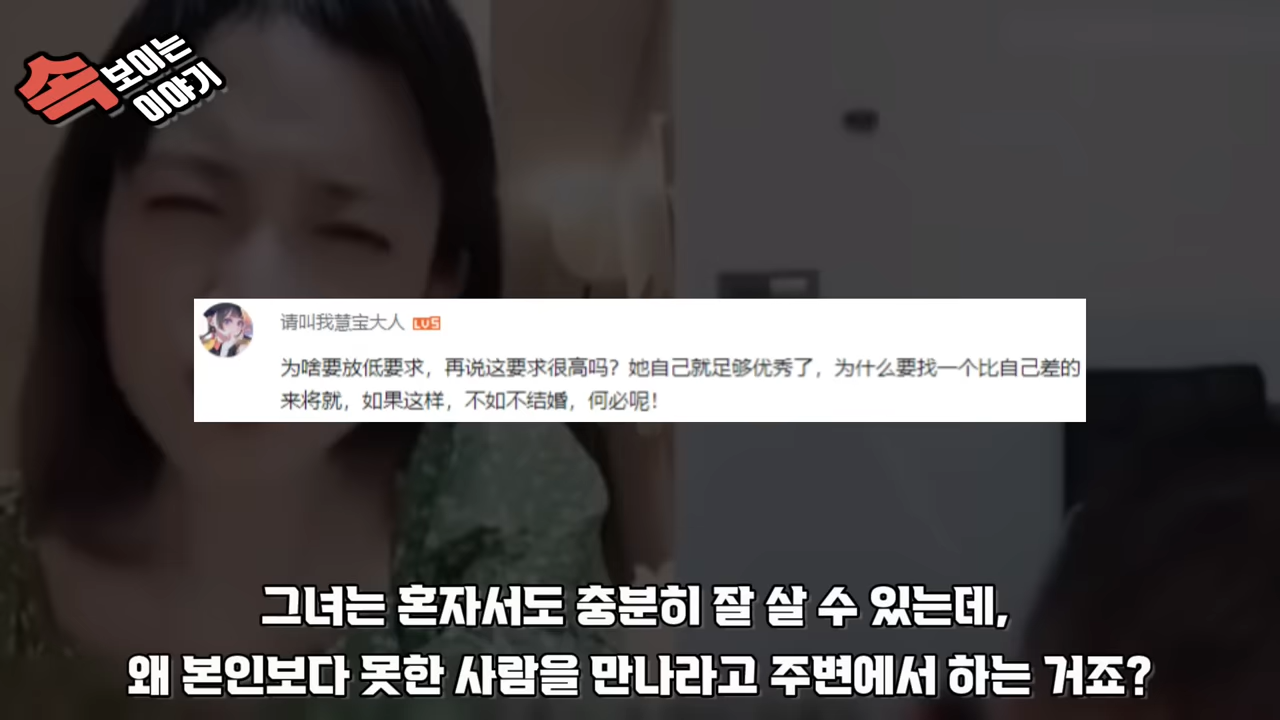 속보이는
이야기
请叫我慧宝大人 LV5
为啥要放低要求，再说这要求很高吗？她自己就足够优秀了，为什么要找一个比自己差的
来将就，如果这样，不如不结婚，何必呢！
그녀는 혼자서도 충분히 잘 살 수 있는데,
왜 본인보다 못한 사람을 만나라고 주변에서 하는 거죠?